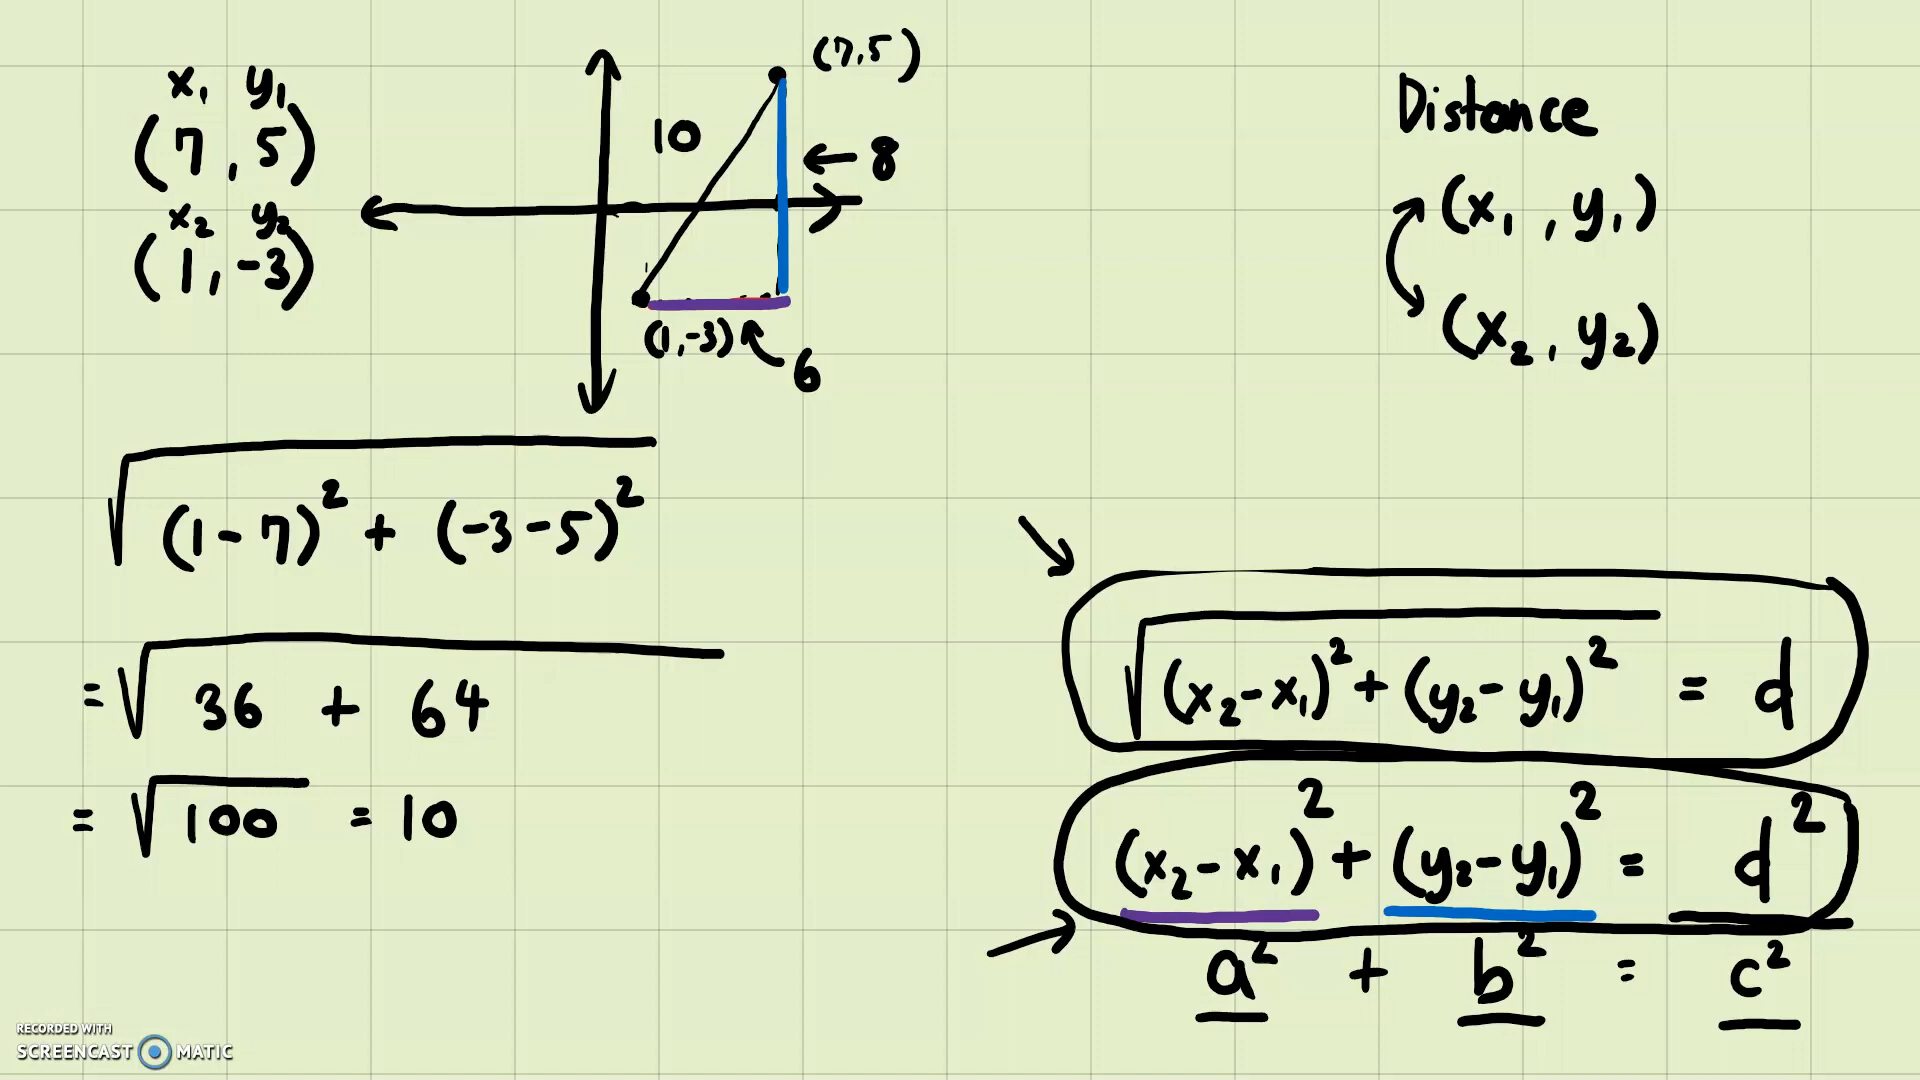 x₁ y₁
(7, 5)
x₂ y₂
(1, -3)
(7,5)
10
← 8
(1,-3)
6
Distance
(x₁, y₁)
(x₂, y₂)
√((1-7)² + (-3-5)²)
= √(36 + 64)
= √100 = 10
√((x₂-x₁)² + (y₂-y₁)²) = d
(x₂-x₁)² + (y₂-y₁)² = d²
a² + b² = c²
RECORDED WITH
SCREENCAST MATIC